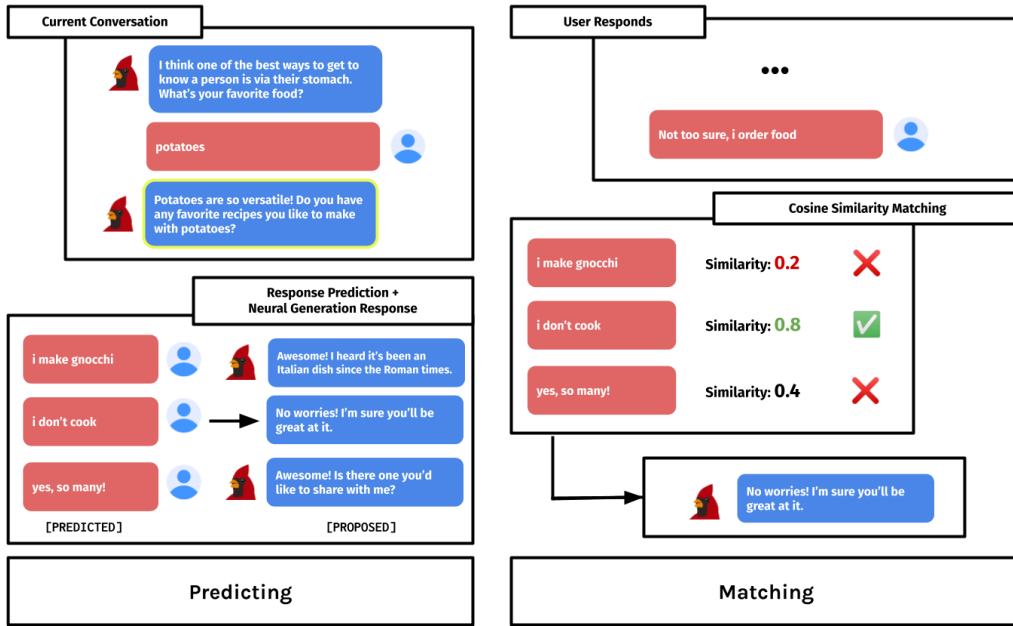 Current Conversation
I think one of the best ways to get to
know a person is via their stomach.
What's your favorite food?
potatoes
Potatoes are so versatile! Do you have
any favorite recipes you like to make
with potatoes?
Response Prediction +
Neural Generation Response
i make gnocchi
Awesome! I heard it's been an
Italian dish since the Roman times.
i don't cook
No worries! I'm sure you'll be
great at it.
yes, so many!
Awesome! Is there one you'd
like to share with me?
[PREDICTED]
[PROPOSED]
Predicting
User Responds
•••
Not too sure, i order food
Cosine Similarity Matching
i make gnocchi
Similarity: 0.2
i don't cook
Similarity: 0.8
yes, so many!
Similarity: 0.4
No worries! I'm sure you'll be
great at it.
Matching